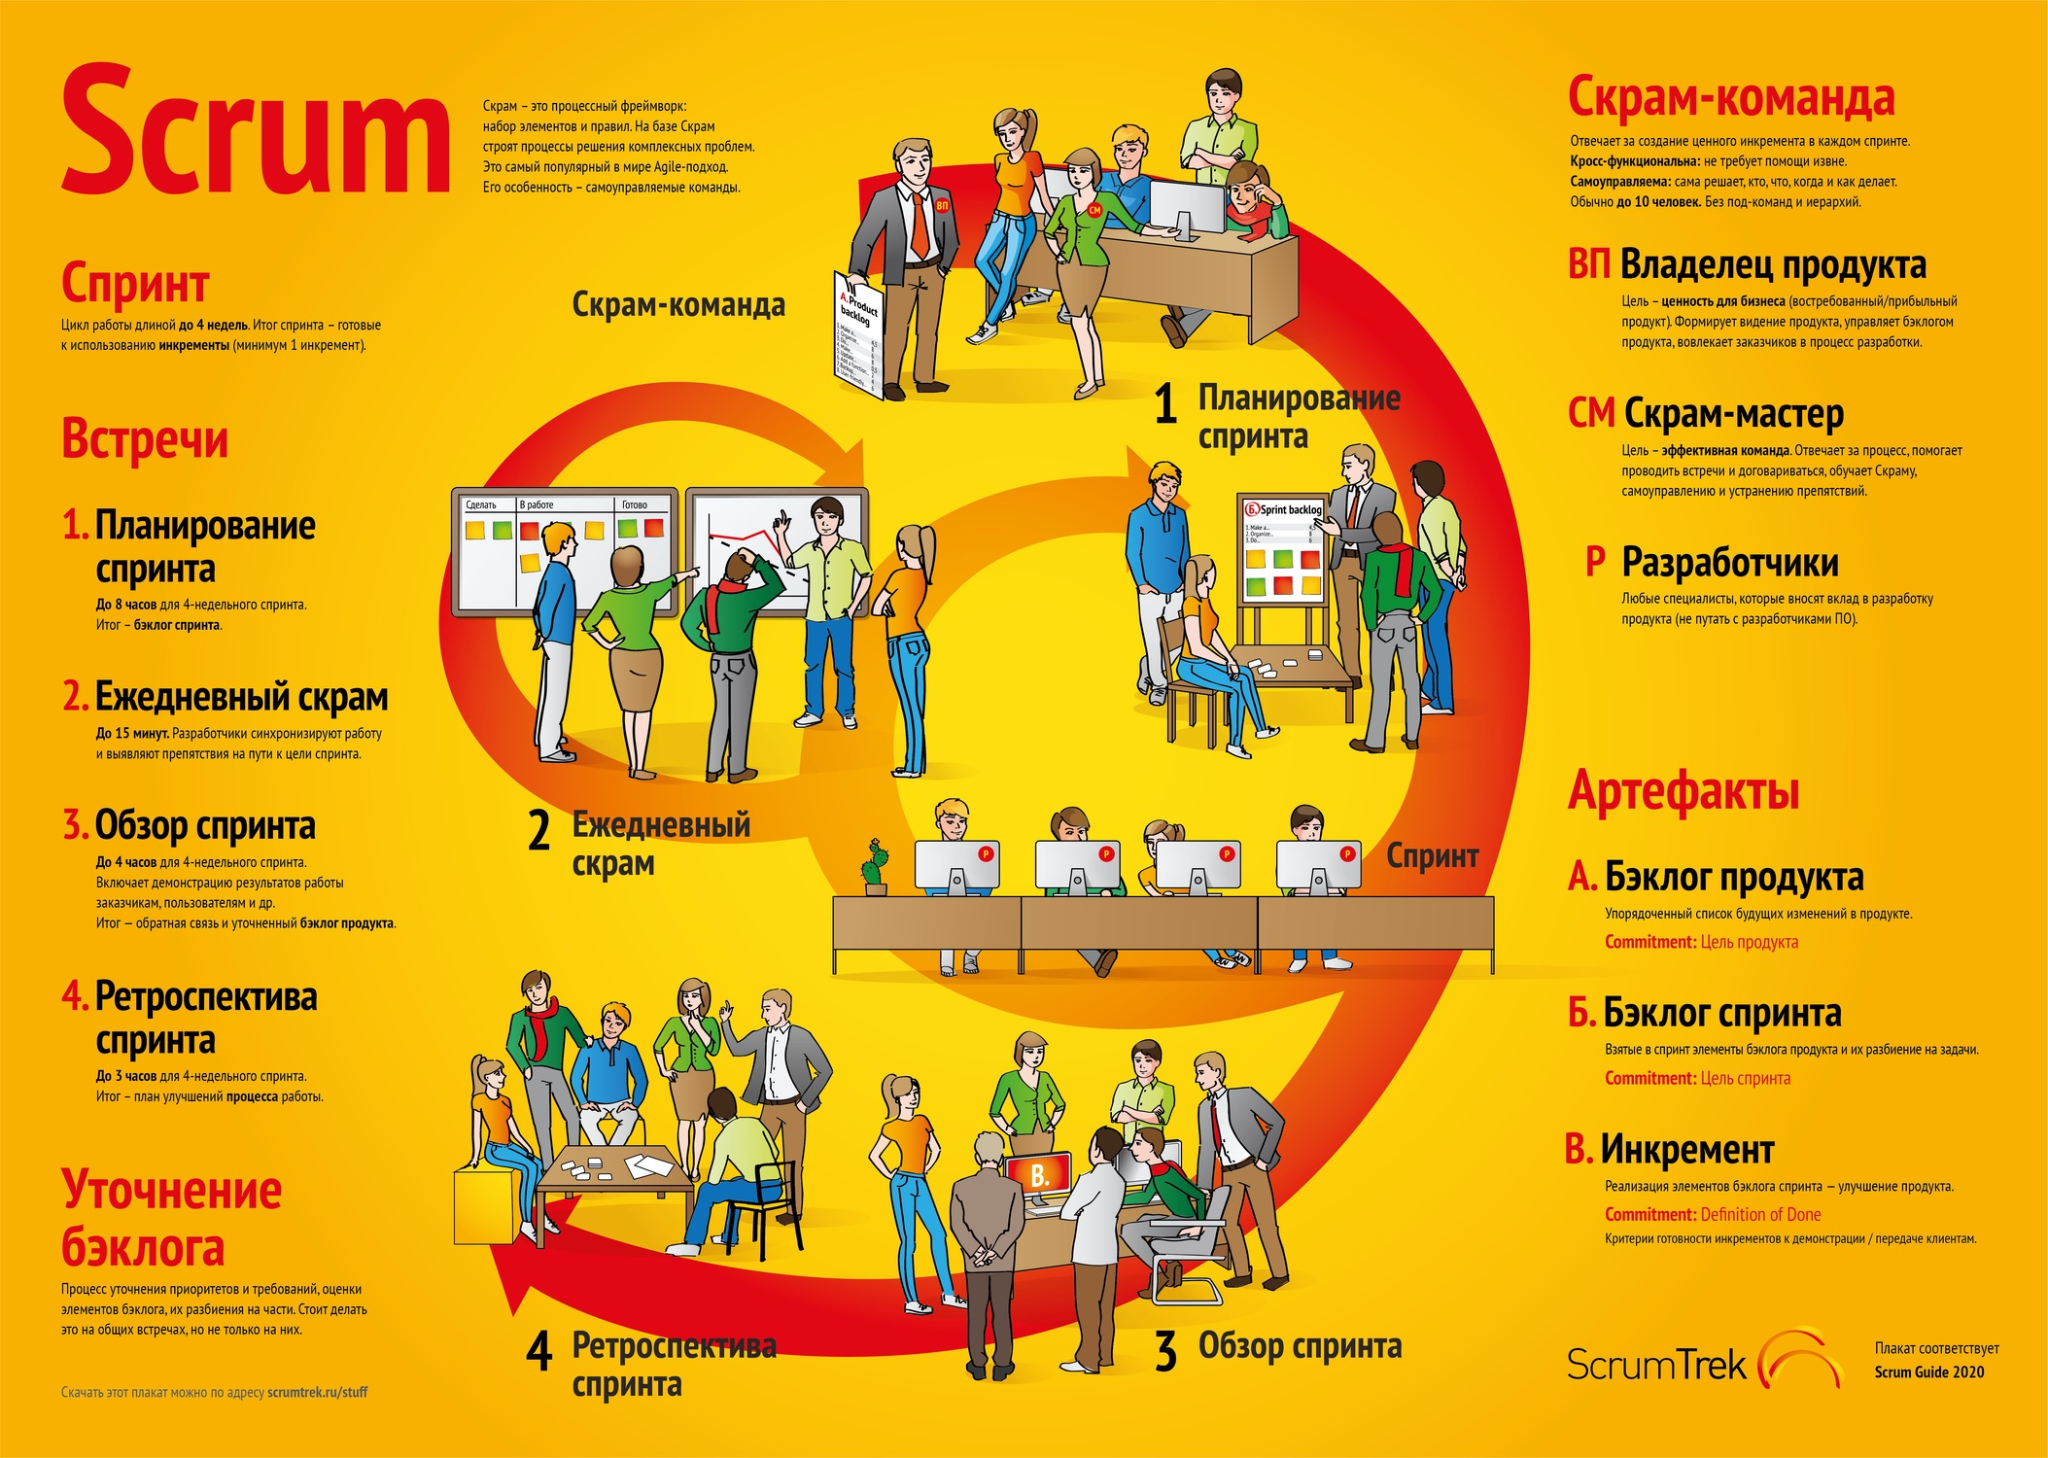 Scrum
Скрам – это процессный фреймворк:
набор элементов и правил. На базе Скрам
строят процессы решения комплексных проблем.
Это самый популярный в мире Agile-подход.
Его особенность – самоуправляемые команды.
Спринт
Цикл работы длиной до 4 недель. Итог спринта – готовые
к использованию инкременты (минимум 1 инкремент).
Встречи
1. Планирование
спринта
До 8 часов для 4-недельного спринта.
Итог – бэклог спринта.
2. Ежедневный скрам
До 15 минут. Разработчики синхронизируют работу
и выявляют препятствия на пути к цели спринта.
3. Обзор спринта
До 4 часов для 4-недельного спринта.
Включает демонстрацию результатов работы
заказчикам, пользователям и др.
Итог — обратная связь и уточненный бэклог продукта.
4. Ретроспектива
спринта
До 3 часов для 4-недельного спринта.
Итог – план улучшений процесса работы.
Уточнение
бэклога
Процесс уточнения приоритетов и требований, оценки
элементов бэклога, их разбиения на части. Стоит делать
это на общих встречах, но не только на них.
Скачать этот плакат можно по адресу scrumtrek.ru/stuff
Скрам-команда
ВП
СМ
А. Product
backlog
1 Планирование
спринта
Б. Sprint backlog
1. Make a...
2. Organize...
3. Do...
Сделать
В работе
Готово
2 Ежедневный
скрам
Р
Р
Р
Р
Спринт
В.
3 Обзор спринта
4 Ретроспектива
спринта
Скрам-команда
Отвечает за создание ценного инкремента в каждом спринте.
Кросс-функциональна: не требует помощи извне.
Самоуправляема: сама решает, кто, что, когда и как делает.
Обычно до 10 человек. Без под-команд и иерархий.
ВП Владелец продукта
Цель – ценность для бизнеса (востребованный/прибыльный
продукт). Формирует видение продукта, управляет бэклогом
продукта, вовлекает заказчиков в процесс разработки.
СМ Скрам-мастер
Цель – эффективная команда. Отвечает за процесс, помогает
проводить встречи и договариваться, обучает Скраму,
самоуправлению и устранению препятствий.
Р Разработчики
Любые специалисты, которые вносят вклад в разработку
продукта (не путать с разработчиками ПО).
Артефакты
А. Бэклог продукта
Упорядоченный список будущих изменений в продукте.
Commitment: Цель продукта
Б. Бэклог спринта
Взятые в спринт элементы бэклога продукта и их разбиение на задачи.
Commitment: Цель спринта
В. Инкремент
Реализация элементов бэклога спринта — улучшение продукта.
Commitment: Definition of Done
Критерии готовности инкрементов к демонстрации / передаче клиентам.
ScrumTrek
Плакат соответствует
Scrum Guide 2020